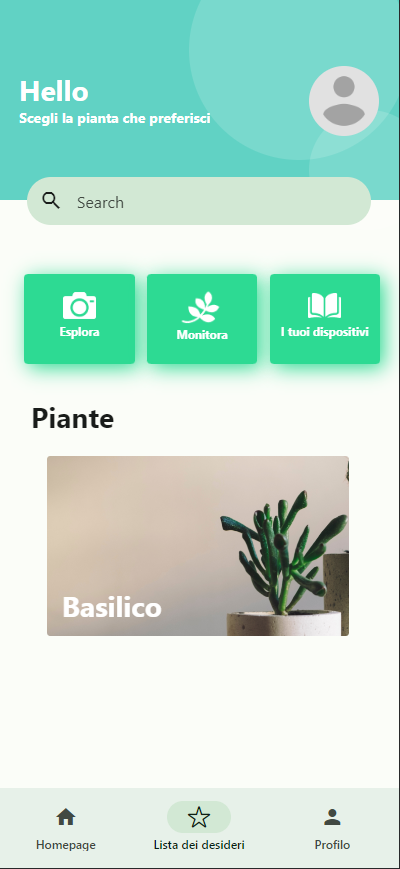 Hello
Scegli la pianta che preferisci
Search
Esplora
Monitora
I tuoi dispositivi
Piante
Basilico
Homepage
Lista dei desideri
Profilo